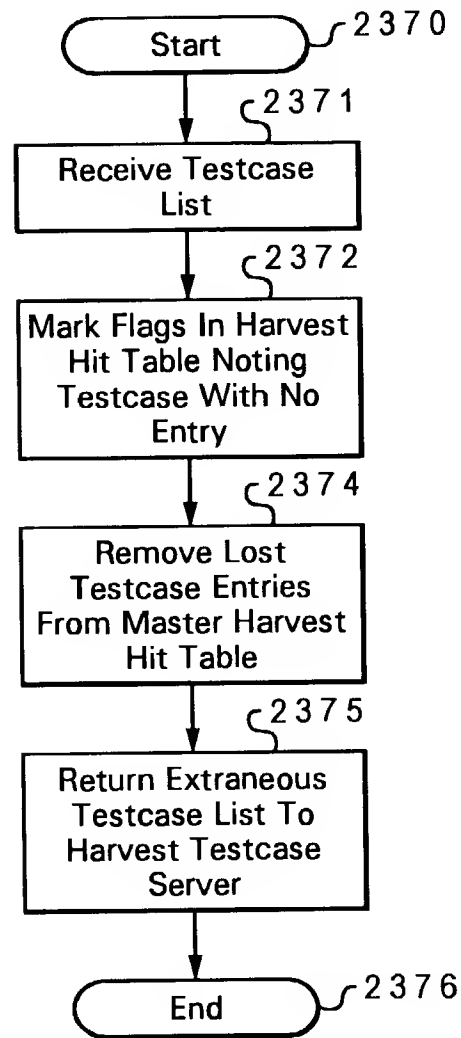 Start
2370
2371
Receive Testcase
List
2372
Mark Flags In Harvest
Hit Table Noting
Testcase With No
Entry
2374
Remove Lost
Testcase Entries
From Master Harvest
Hit Table
2375
Return Extraneous
Testcase List To
Harvest Testcase
Server
End
2376